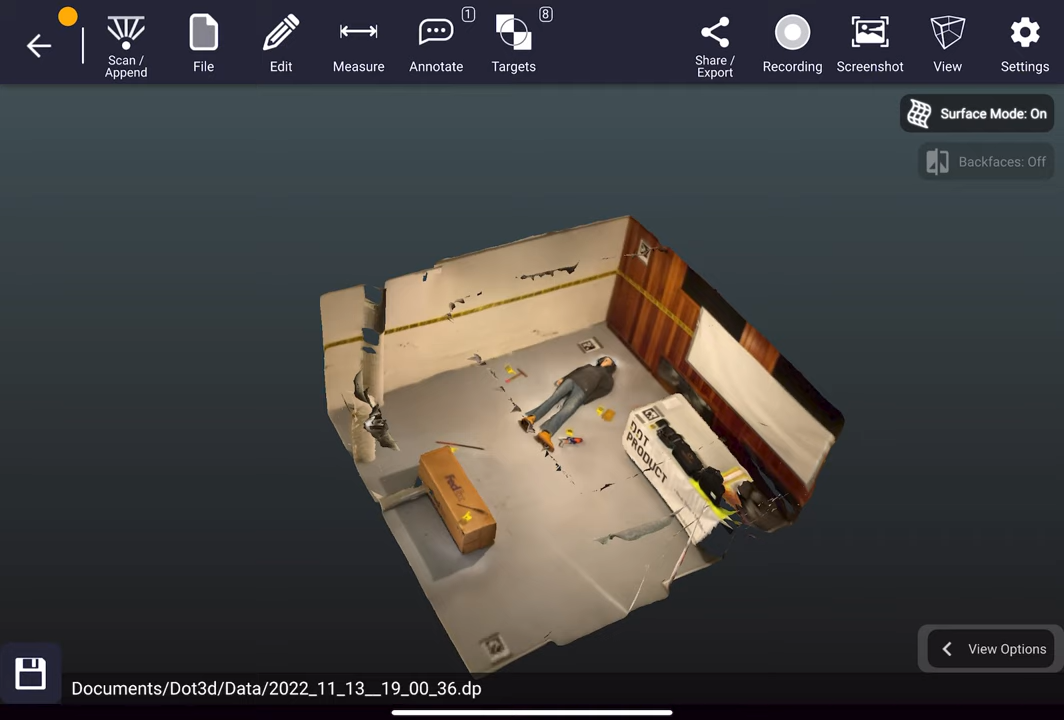 1
8
Scan /
Append
File
Edit
Measure
Annotate
Targets
Share /
Export
Recording
Screenshot
View
Settings
Surface Mode: On
Backfaces: Off
DOT
PRODUCT
FedEx
View Options
Documents/Dot3d/Data/2022_11_13__19_00_36.dp